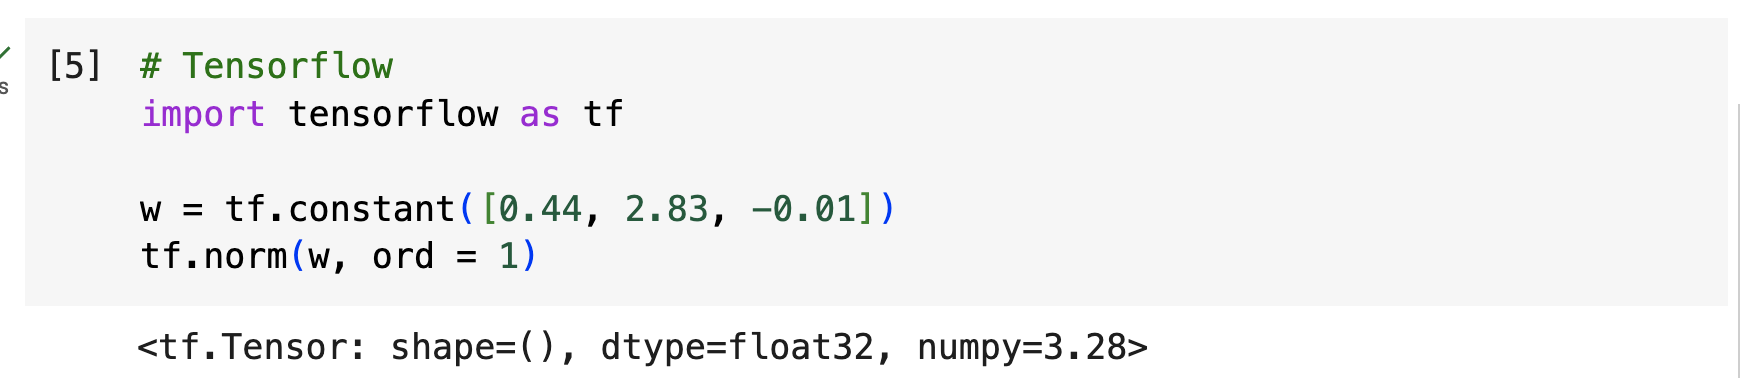 s
[5] # Tensorflow
import tensorflow as tf
w = tf.constant([0.44, 2.83, -0.01])
tf.norm(w, ord = 1)
<tf.Tensor: shape=(), dtype=float32, numpy=3.28>